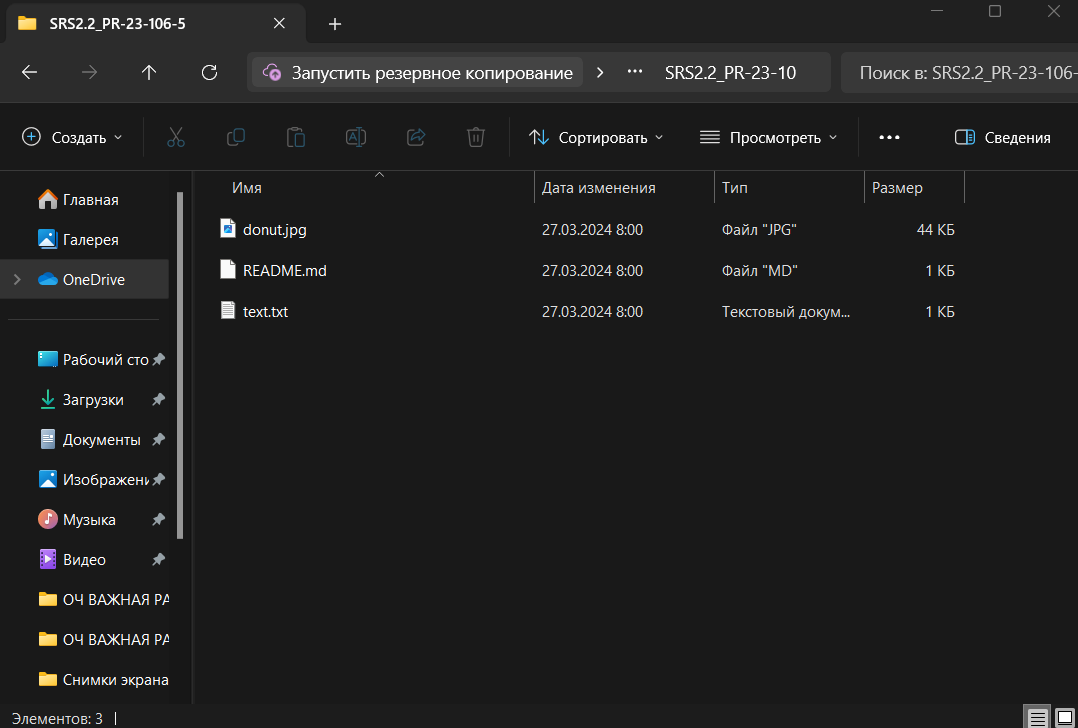 SRS2.2_PR-23-106-5
Запустить резервное копирование
SRS2.2_PR-23-10
Поиск в: SRS2.2_PR-23-106-
Создать
Сортировать
Просмотреть
Сведения
Имя
Дата изменения
Тип
Размер
donut.jpg
27.03.2024 8:00
Файл "JPG"
44 КБ
README.md
27.03.2024 8:00
Файл "MD"
1 КБ
text.txt
27.03.2024 8:00
Текстовый докум...
1 КБ
Главная
Галерея
OneDrive
Рабочий сто
Загрузки
Документы
Изображени
Музыка
Видео
ОЧ ВАЖНАЯ РА
ОЧ ВАЖНАЯ РА
Снимки экрана
Элементов: 3